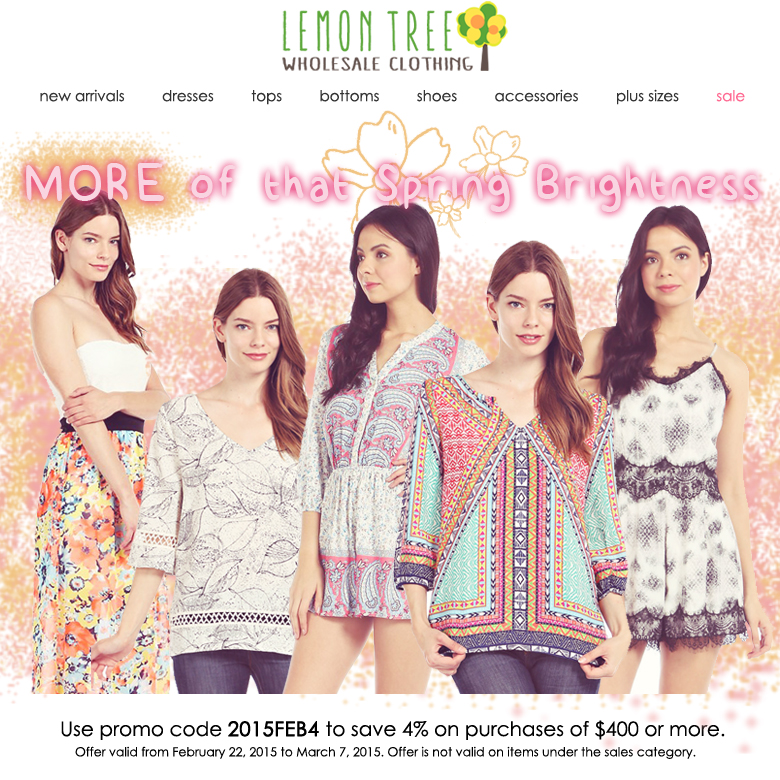 LEMON TREE
WHOLESALE CLOTHING
new arrivals dresses tops bottoms shoes accessories plus sizes sale
MORE of that Spring Brightness
Use promo code 2015FEB4 to save 4% on purchases of $400 or more.
Offer valid from February 22, 2015 to March 7, 2015. Offer is not valid on items under the sales category.